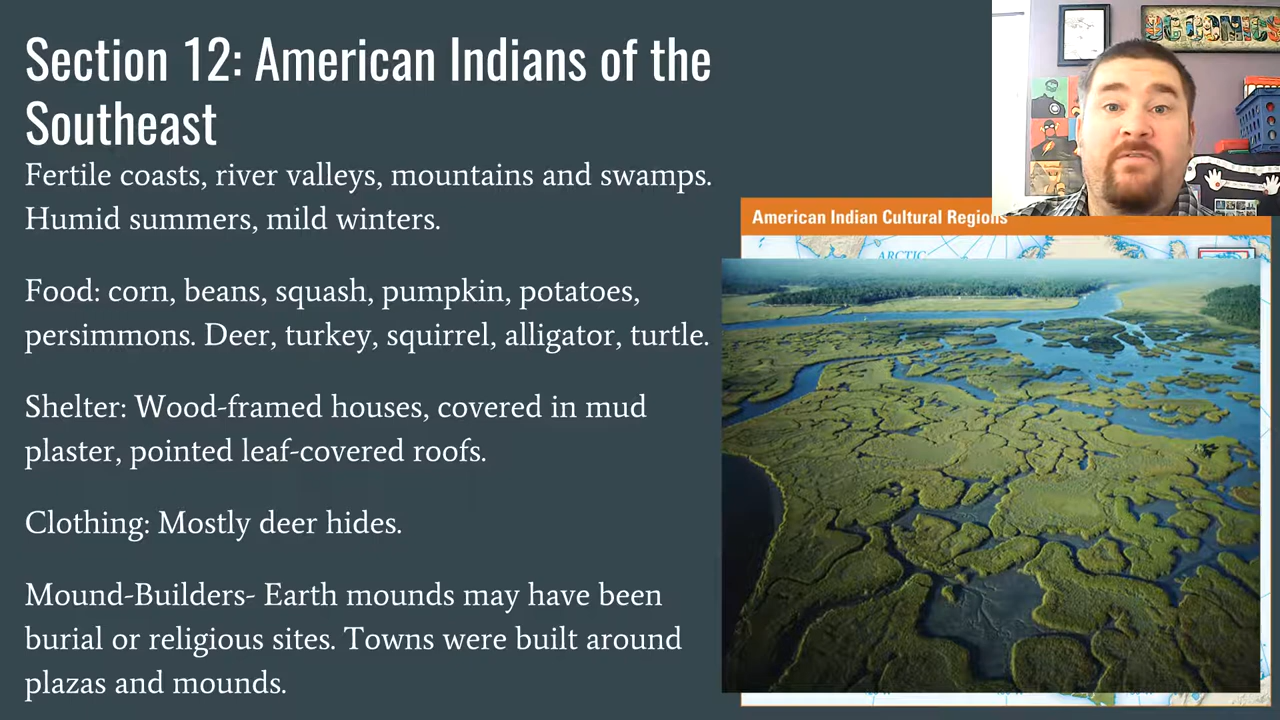 Section 12: American Indians of the
Southeast
Fertile coasts, river valleys, mountains and swamps.
Humid summers, mild winters.
Food: corn, beans, squash, pumpkin, potatoes,
persimmons. Deer, turkey, squirrel, alligator, turtle.
Shelter: Wood-framed houses, covered in mud
plaster, pointed leaf-covered roofs.
Clothing: Mostly deer hides.
Mound-Builders- Earth mounds may have been
burial or religious sites. Towns were built around
plazas and mounds.
DC COMICS
American Indian Cultural Regions
ARCTIC